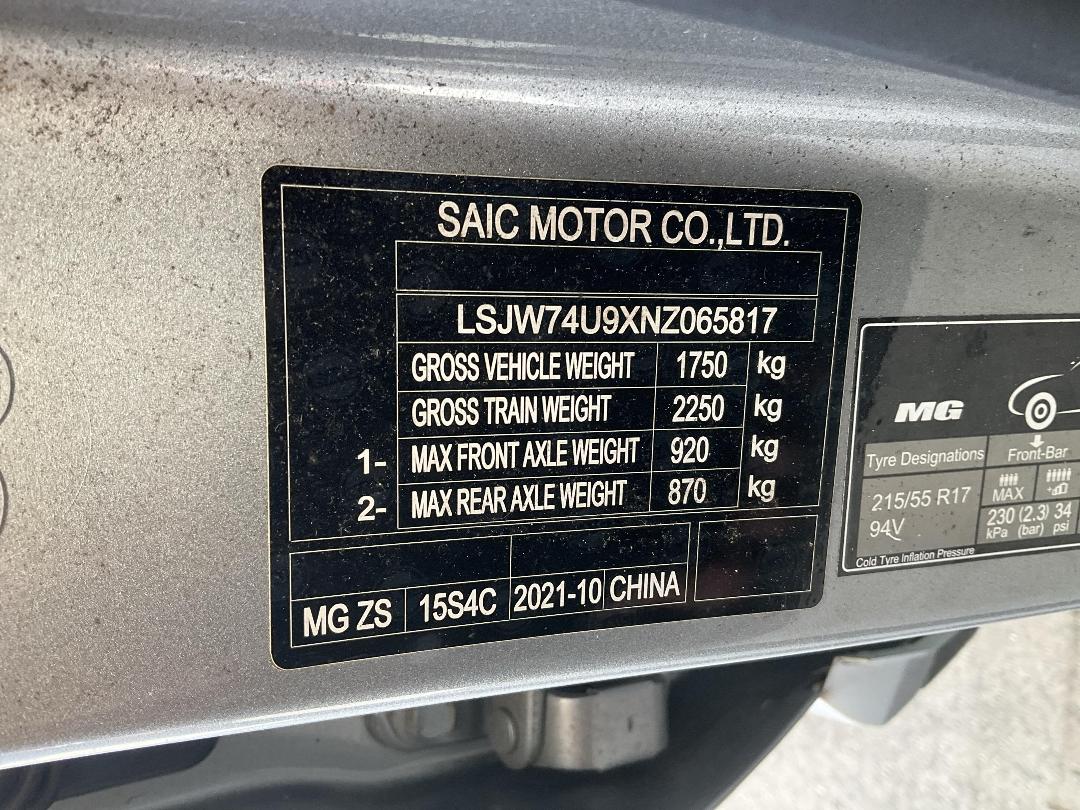 SAIC MOTOR CO.,LTD.
LSJW74U9XNZ065817
GROSS VEHICLE WEIGHT 1750 kg
GROSS TRAIN WEIGHT 2250 kg
1- MAX FRONT AXLE WEIGHT 920 kg
2- MAX REAR AXLE WEIGHT 870 kg
MG ZS 15S4C 2021-10 CHINA
MG
Tyre Designations Front-Bar
MAX
215/55 R17
94V
230 (2.3) 34
kPa (bar) psi
Cold Tyre Inflation Pressure